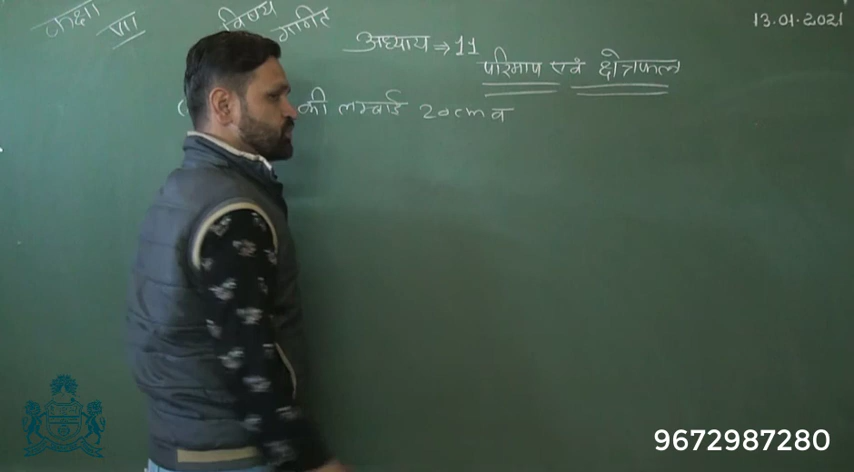 कक्षा VII
विषय गणित
13.01.2021
अध्याय ⇒ 11
परिमाप एवं क्षेत्रफल
( की लम्बाई 20cm व
9672987280